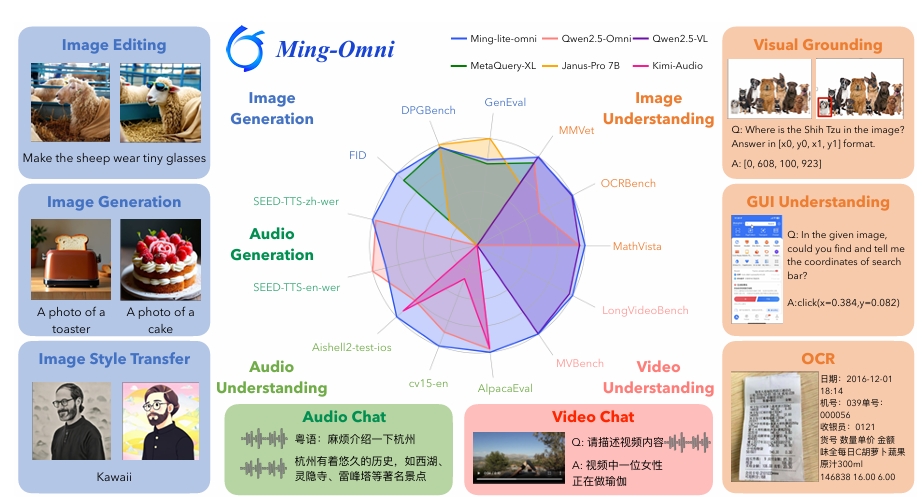 Ming-Omni
Ming-lite-omni
Qwen2.5-Omni
Qwen2.5-VL
MetaQuery-XL
Janus-Pro 7B
Kimi-Audio
Image Editing
Make the sheep wear tiny glasses
Image Generation
A photo of a
toaster
A photo of a
cake
Image Style Transfer
Kawaii
Image
Generation
Audio
Generation
Audio
Understanding
Image
Understanding
Video
Understanding
DPGBench
GenEval
MMVet
OCRBench
MathVista
LongVideoBench
MVBench
AlpacaEval
cv15-en
Aishell2-test-ios
SEED-TTS-en-wer
SEED-TTS-zh-wer
FID
Audio Chat
粤语：麻烦介绍一下杭州
杭州有着悠久的历史，如西湖、
灵隐寺、雷峰塔等著名景点
Video Chat
Q: 请描述视频内容
A: 视频中一位女性
正在做瑜伽
Visual Grounding
Q: Where is the Shih Tzu in the image?
Answer in [x0, y0, x1, y1] format.
A: [0, 608, 100, 923]
GUI Understanding
Q: In the given image,
could you find and tell me
the coordinates of search
bar?
A:click(x=0.384,y=0.082)
OCR
日期：2016-12-01
18:14
机号：039单号：
000056
收银员：0121
货号 数量单价 金额
味全每日C胡萝卜蔬果
原汁300ml
146838 16.00 6.00